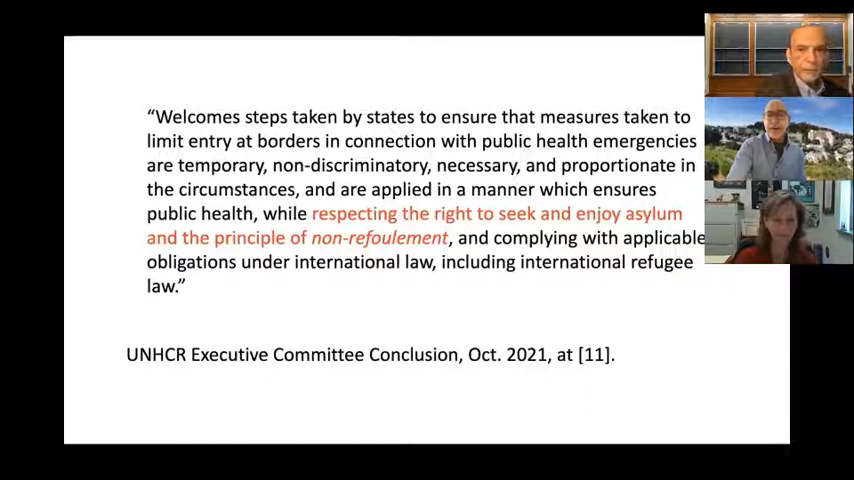 “Welcomes steps taken by states to ensure that measures taken to
limit entry at borders in connection with public health emergencies
are temporary, non-discriminatory, necessary, and proportionate in
the circumstances, and are applied in a manner which ensures
public health, while respecting the right to seek and enjoy asylum
and the principle of non-refoulement, and complying with applicable
obligations under international law, including international refugee
law.”
UNHCR Executive Committee Conclusion, Oct. 2021, at [11].